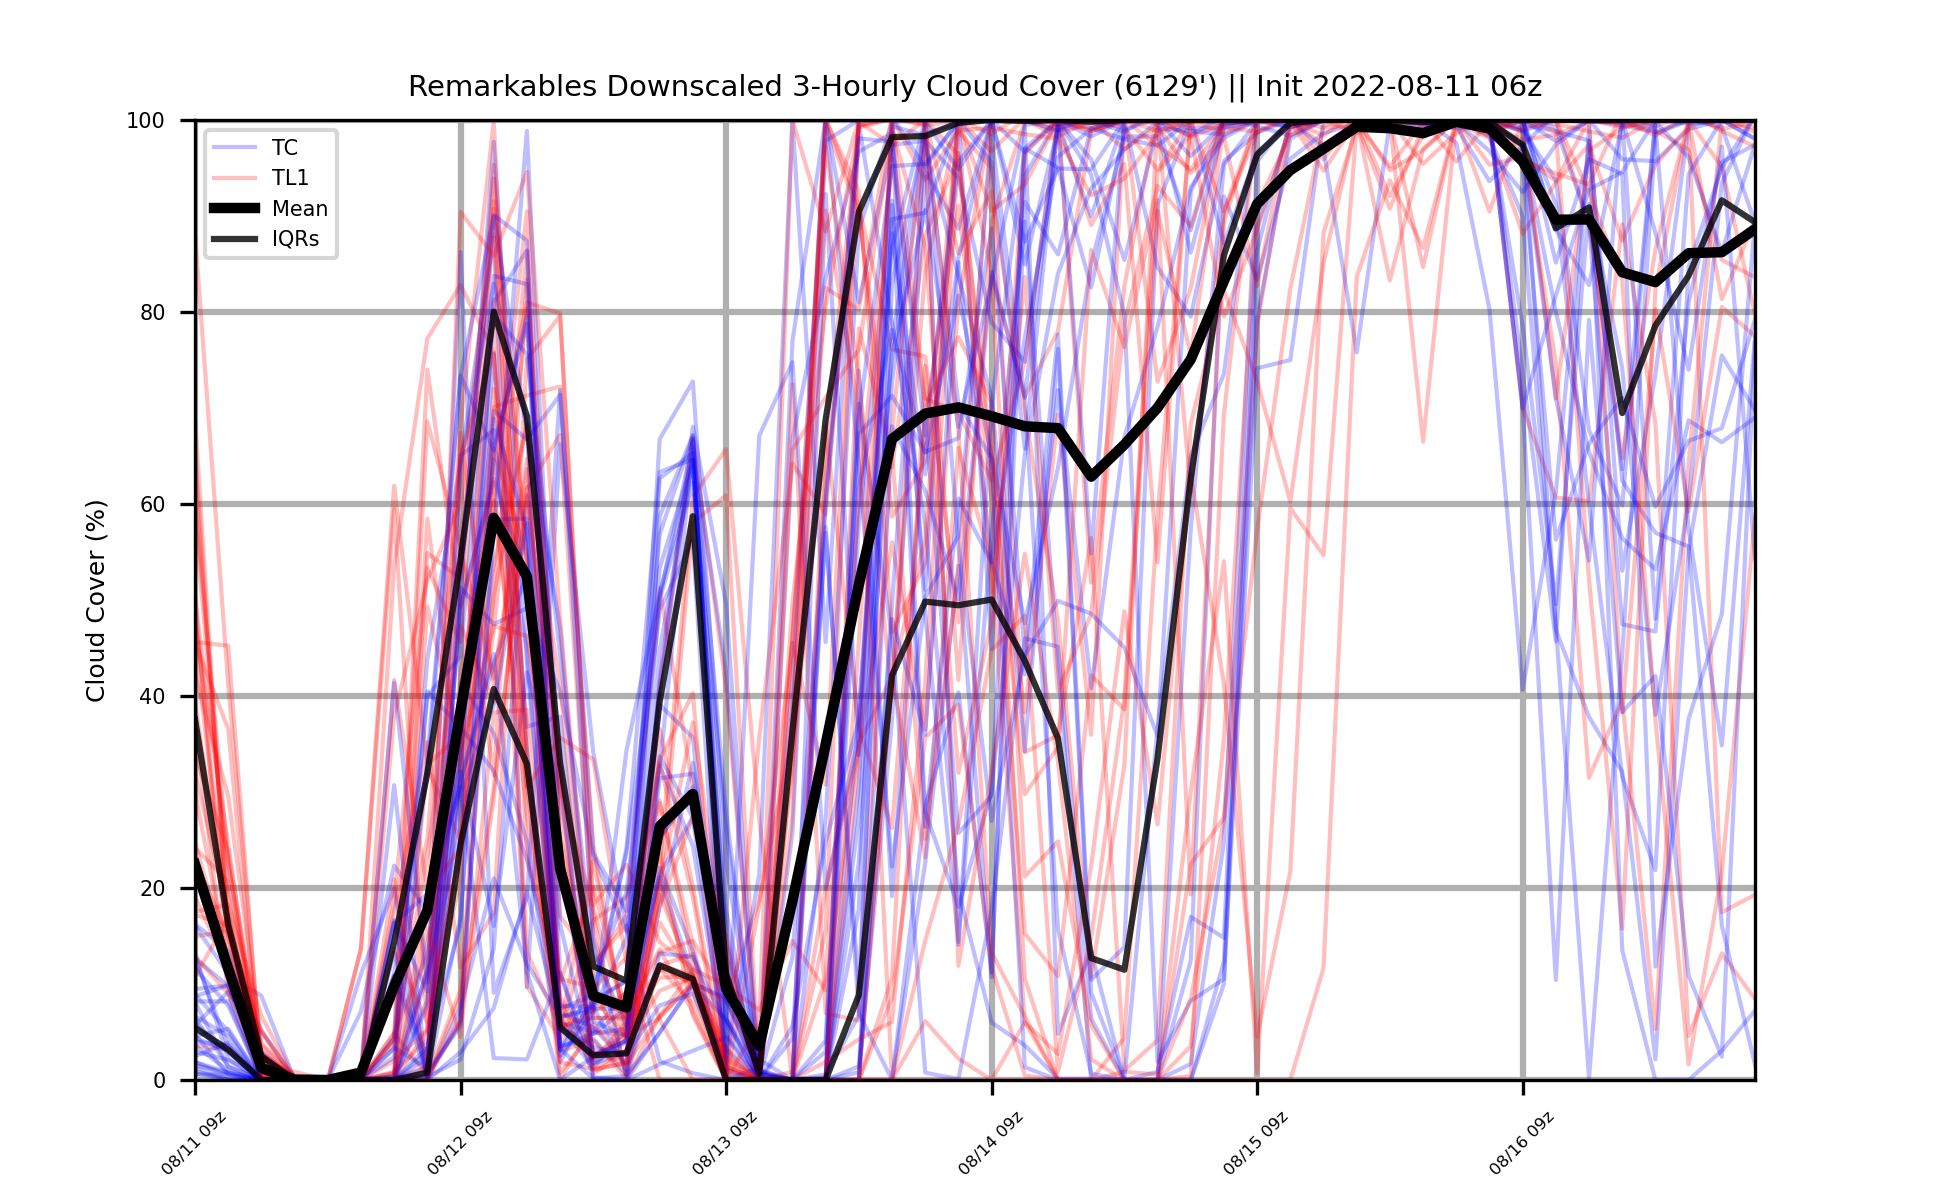 Remarkables Downscaled 3-Hourly Cloud Cover (6129') || Init 2022-08-11 06z
TC
TL1
Mean
IQRs
Cloud Cover (%)
100
80
60
40
20
0
08/11 09z
08/12 09z
08/13 09z
08/14 09z
08/15 09z
08/16 09z